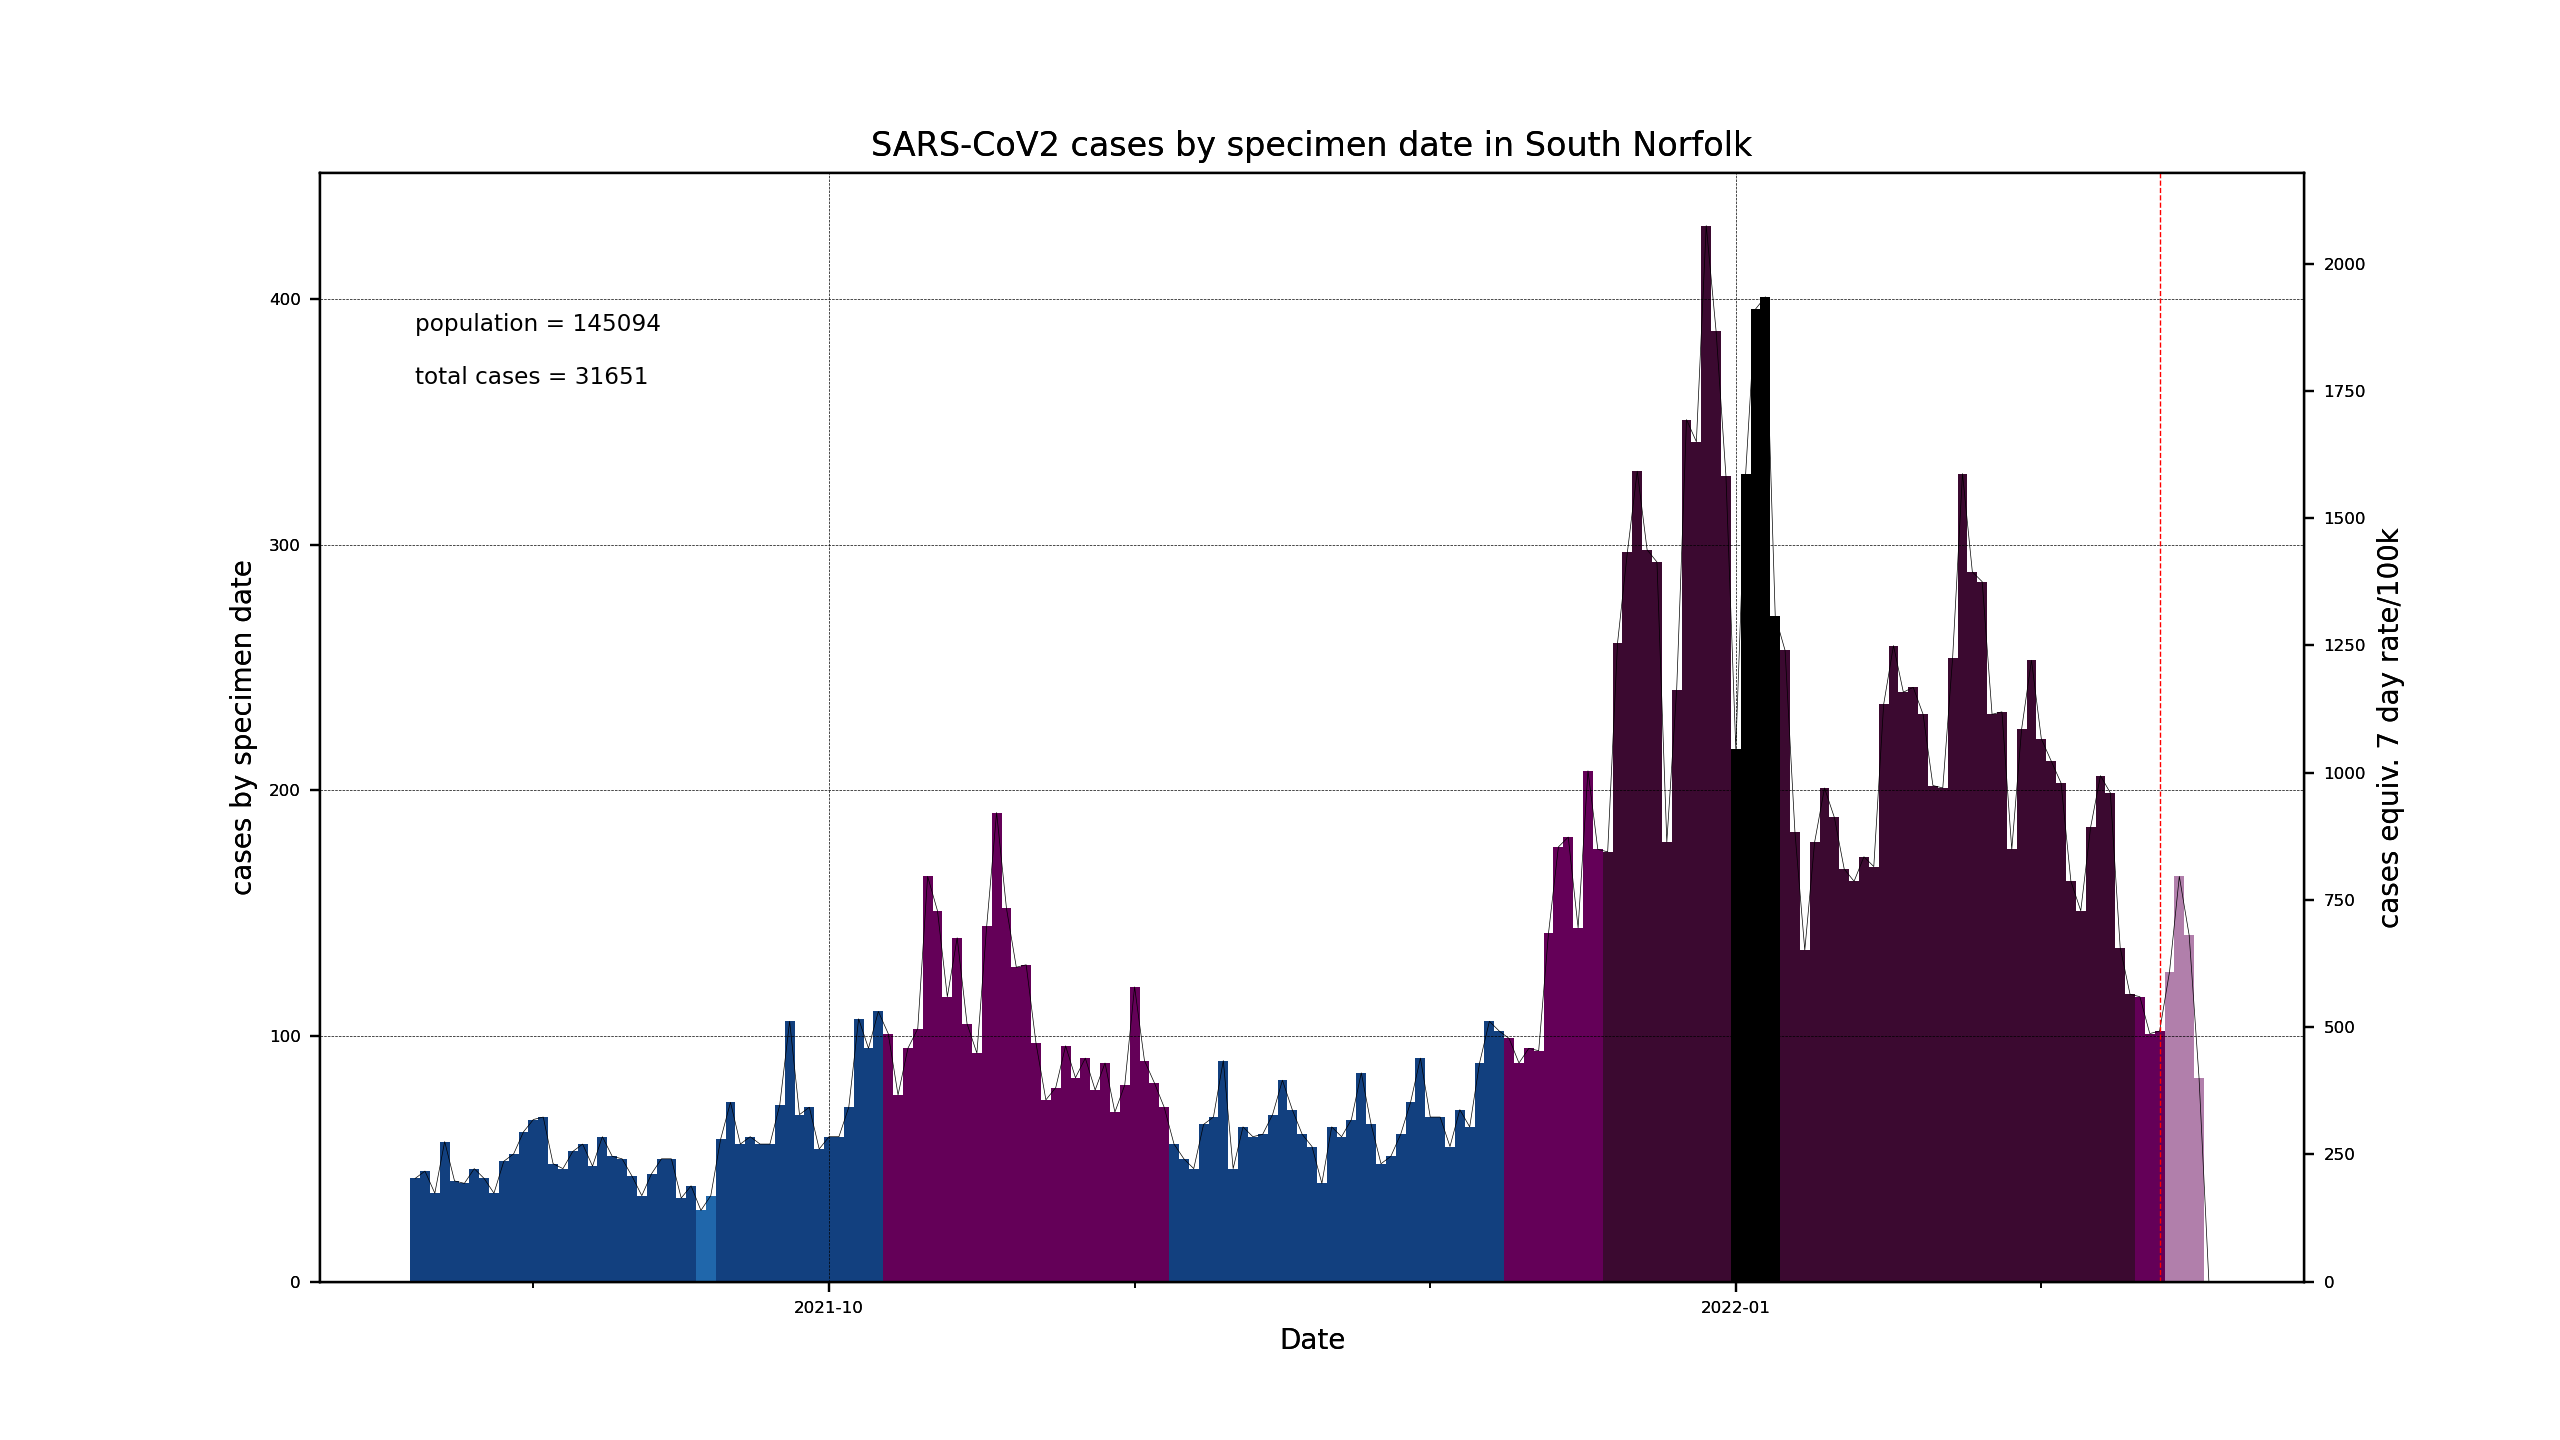 SARS-CoV2 cases by specimen date in South Norfolk
population = 145094
total cases = 31651
cases by specimen date
400
300
200
100
0
2021-10
2022-01
Date
2000
1750
1500
1250
1000
750
500
250
0
cases equiv. 7 day rate/100k